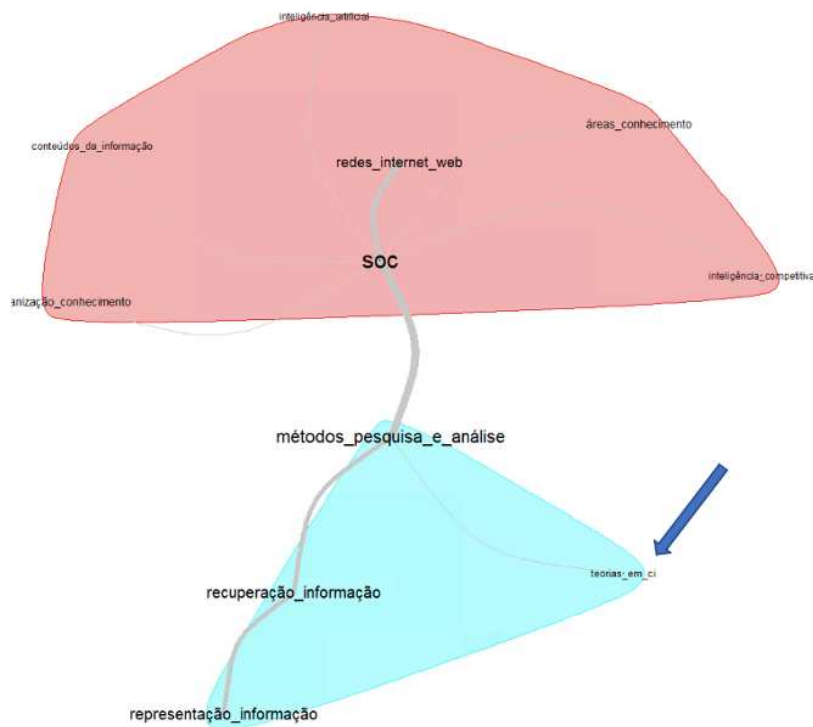 inteligência_artificial
áreas_conhecimento
conteúdos_da_informação
redes_internet_web
SOC
inteligência_competitiva
anização_conhecimento
métodos_pesquisa_e_análise
teorias_em_ci
recuperação_informação
representação_informação